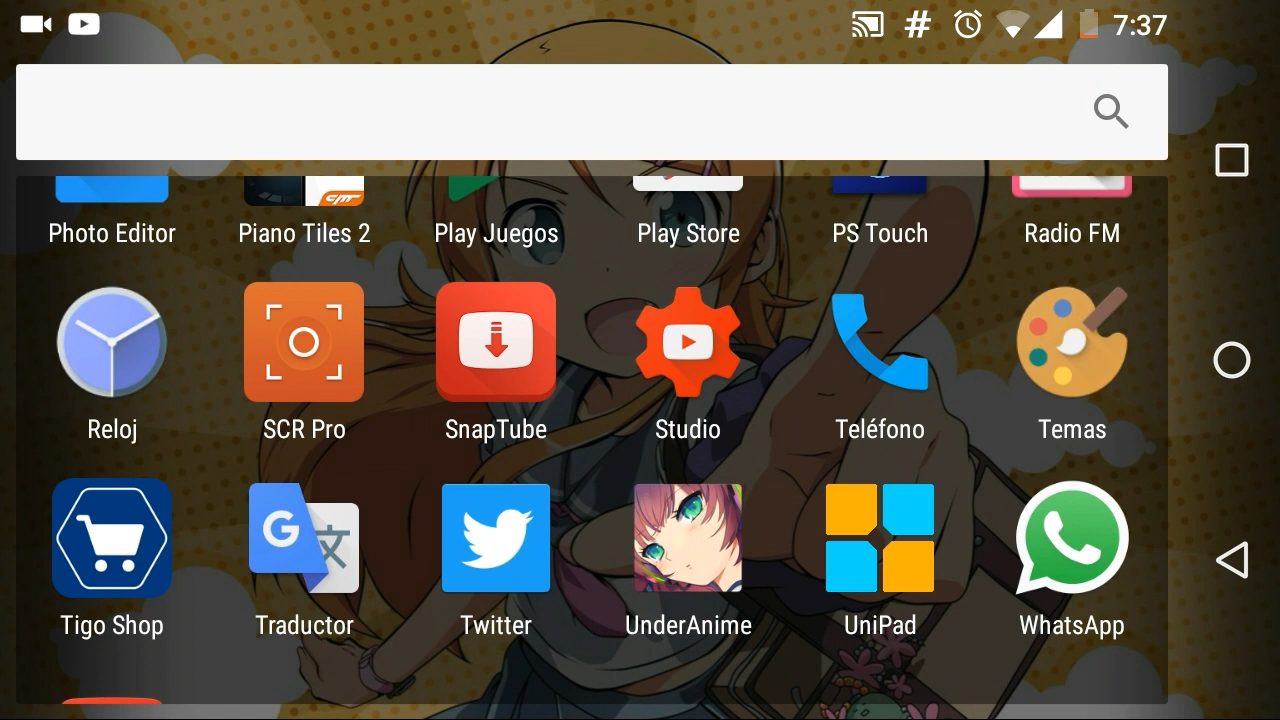 7:37
Photo Editor
Piano Tiles 2
Play Juegos
Play Store
PS Touch
Radio FM
Reloj
SCR Pro
SnapTube
Studio
Teléfono
Temas
Tigo Shop
G 文
Traductor
Twitter
UnderAnime
UniPad
WhatsApp